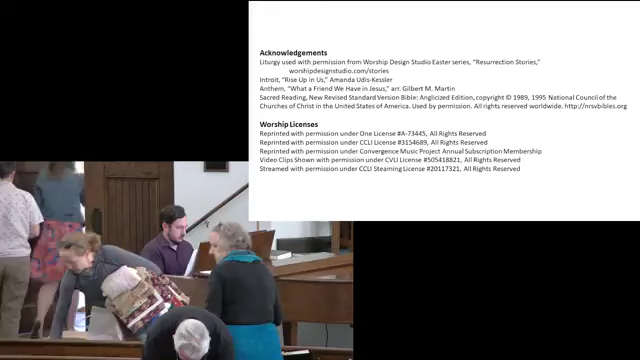 Acknowledgements
Liturgy used with permission from Worship Design Studio Easter series, "Resurrection Stories,"
worshipdesignstudio.com/stories
Introit, "Rise Up in Us," Amanda Udis-Kessler
Anthem, "What a Friend We Have in Jesus," arr. Gilbert M. Martin
Sacred Reading, New Revised Standard Version Bible: Anglicized Edition, copyright © 1989, 1995 National Council of the
Churches of Christ in the United States of America. Used by permission. All rights reserved worldwide. http://nrsvbibles.org
Worship Licenses
Reprinted with permission under One License #A-73445, All Rights Reserved
Reprinted with permission under CCLI License #3154689, All Rights Reserved
Reprinted with permission under Convergence Music Project Annual Subscription Membership
Video Clips Shown with permission under CVLI License #505418821, All Rights Reserved
Streamed with permission under CCLI Steaming License #20117321, All Rights Reserved